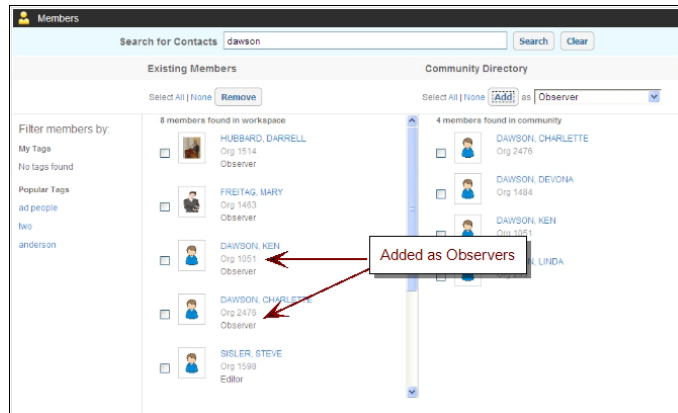 Members
Search for Contacts dawson Search Clear
Existing Members
Community Directory
Select All | None Remove
Select All | None Add as Observer
Filter members by:
My Tags
No tags found
Popular Tags
ad people
two
anderson
8 members found in workspace
HUBBARD, DARRELL
Org 1514
Observer
FREITAG, MARY
Org 1463
Observer
DAWSON, KEN
Org 1051
Observer
DAWSON, CHARLETTE
Org 2476
Observer
SISLER, STEVE
Org 1598
Editor
4 members found in community
DAWSON, CHARLETTE
Org 2476
DAWSON, DEVONA
Org 1484
DAWSON, KEN
Org 1051
N, LINDA
Added as Observers